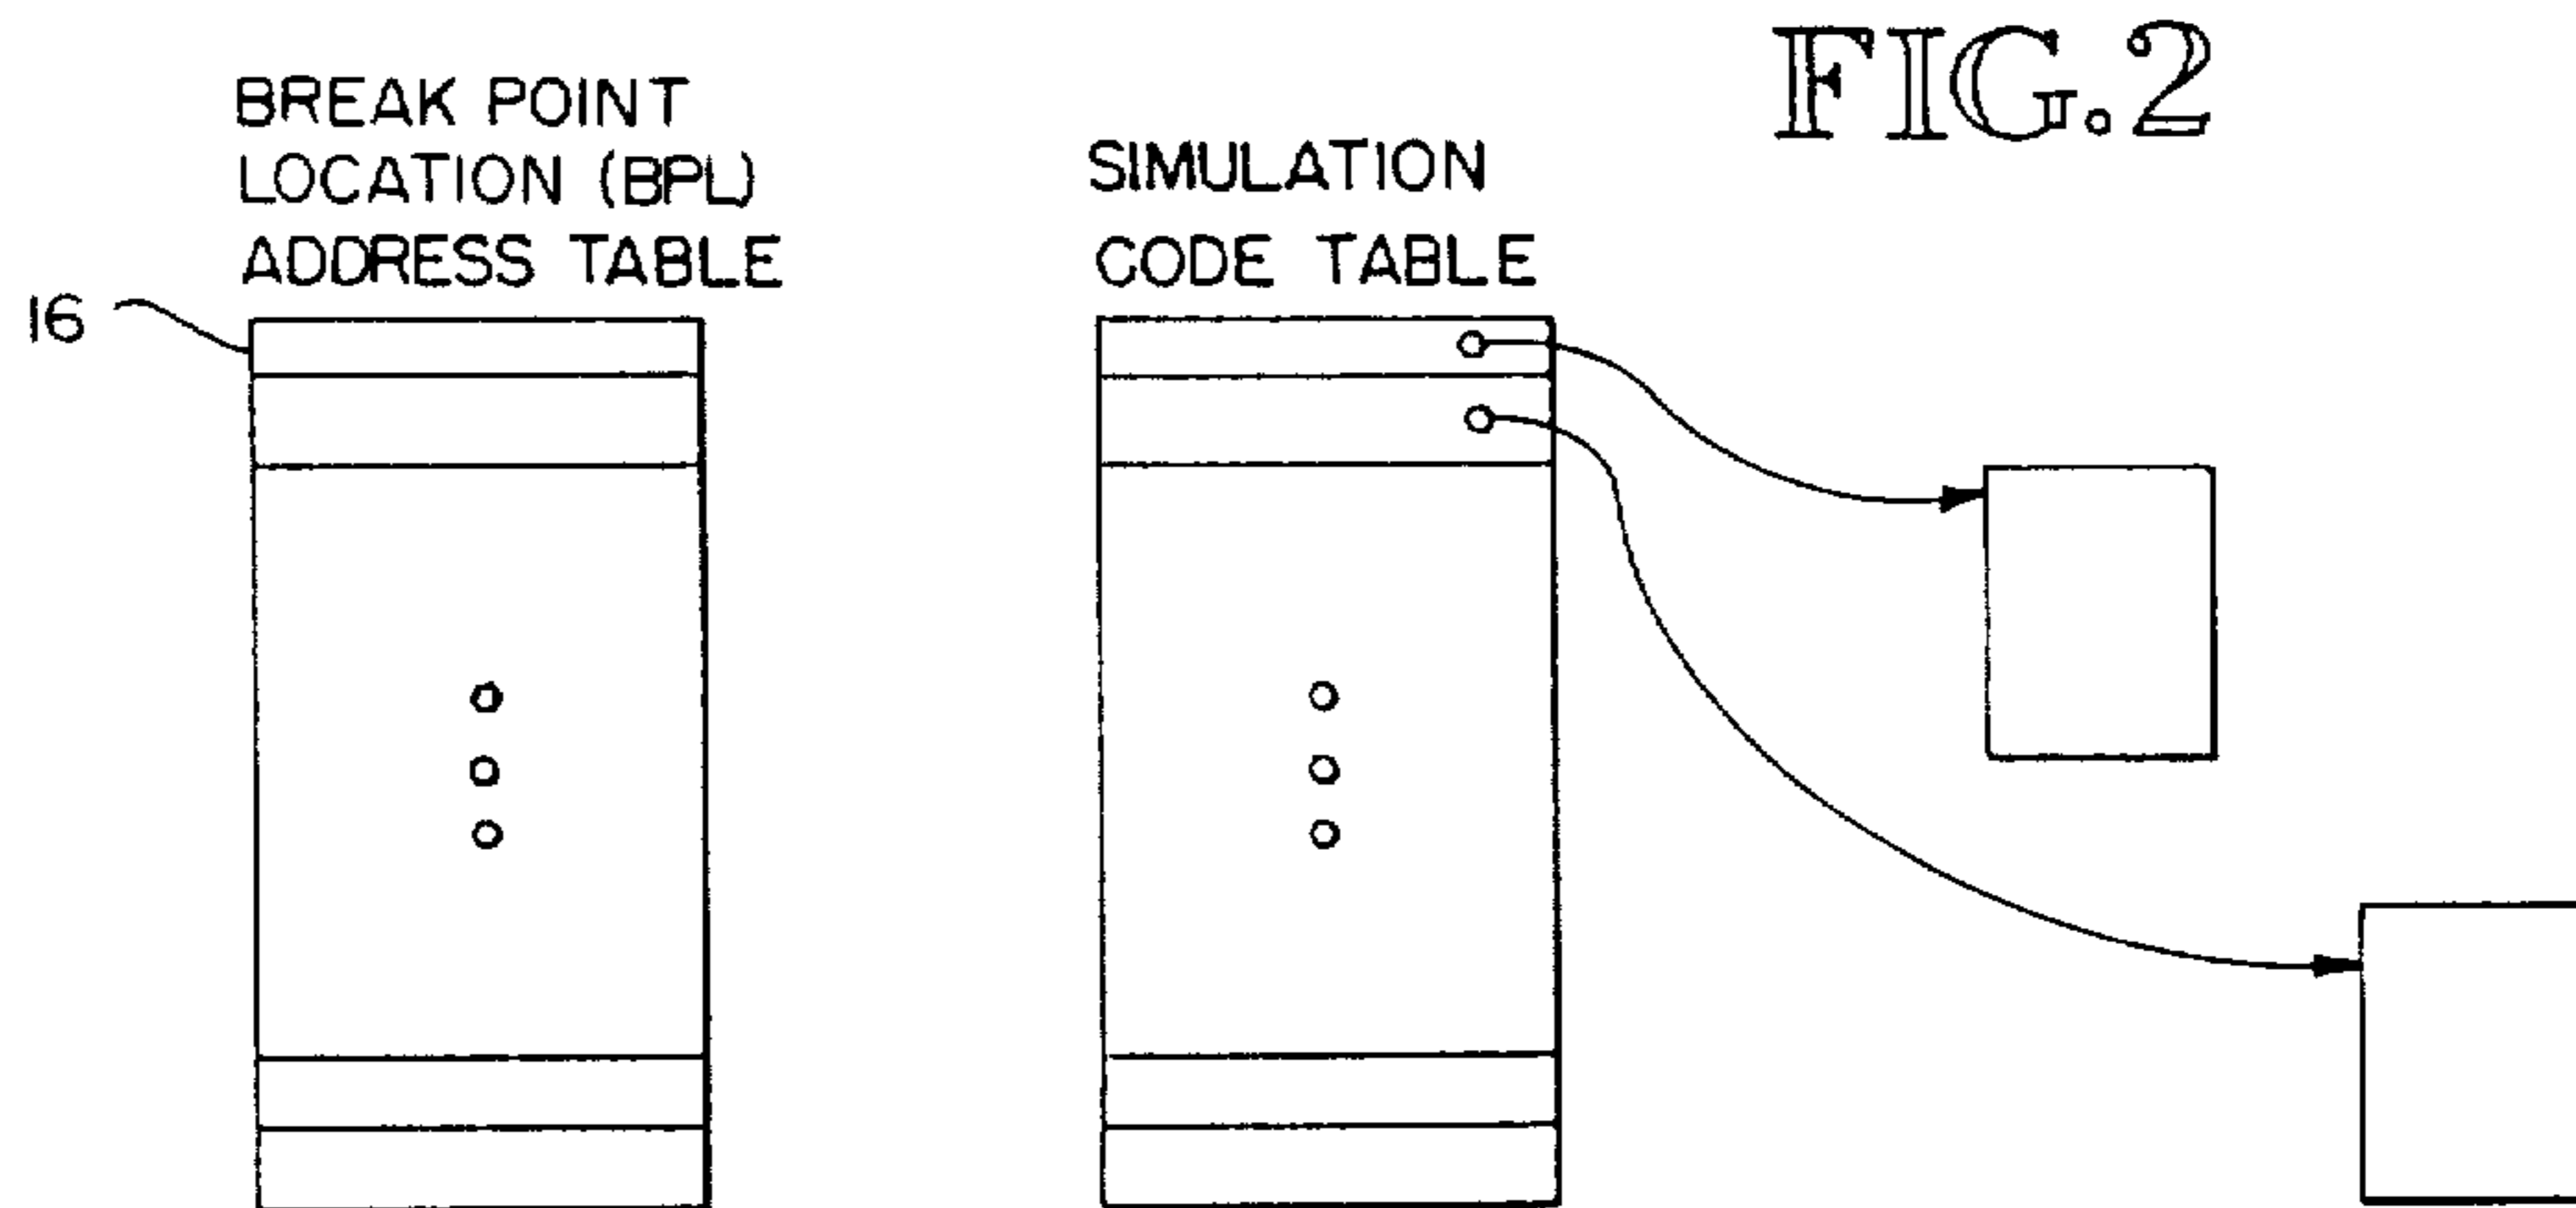 FIG.2
BREAK POINT
LOCATION (BPL)
ADDRESS TABLE
SIMULATION
CODE TABLE
16